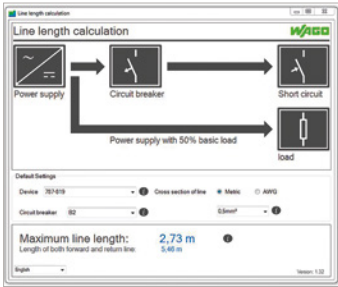 Line length calculation
Line length calculation
WAGO
Power supply
Circuit breaker
Short circuit
Power supply with 50% basic load
load
Default Settings
Device 787-819 Cross section of line Metric AWG
Circuit breaker B2 0,5mm²
Maximum line length: 2,73 m
Length of both forward and return line: 5,46 m
English
Version: 1.32